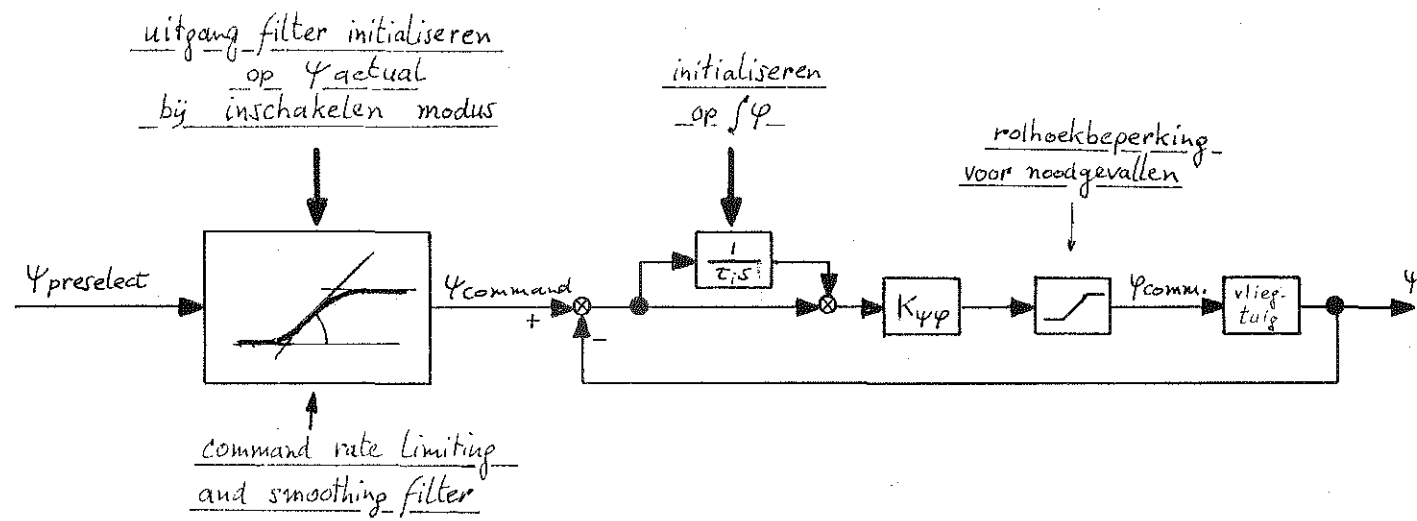 uitgang filter initialiseren
op ψ actual
bij inschakelen modus
initialiseren
op ∫φ
rolhoekbeperking
voor noodgevallen
ψpreselect
ψcommand
+
−
1
τis
Kψφ
φcomm.
vlieg-
tuig
ψ
command rate limiting
and smoothing filter